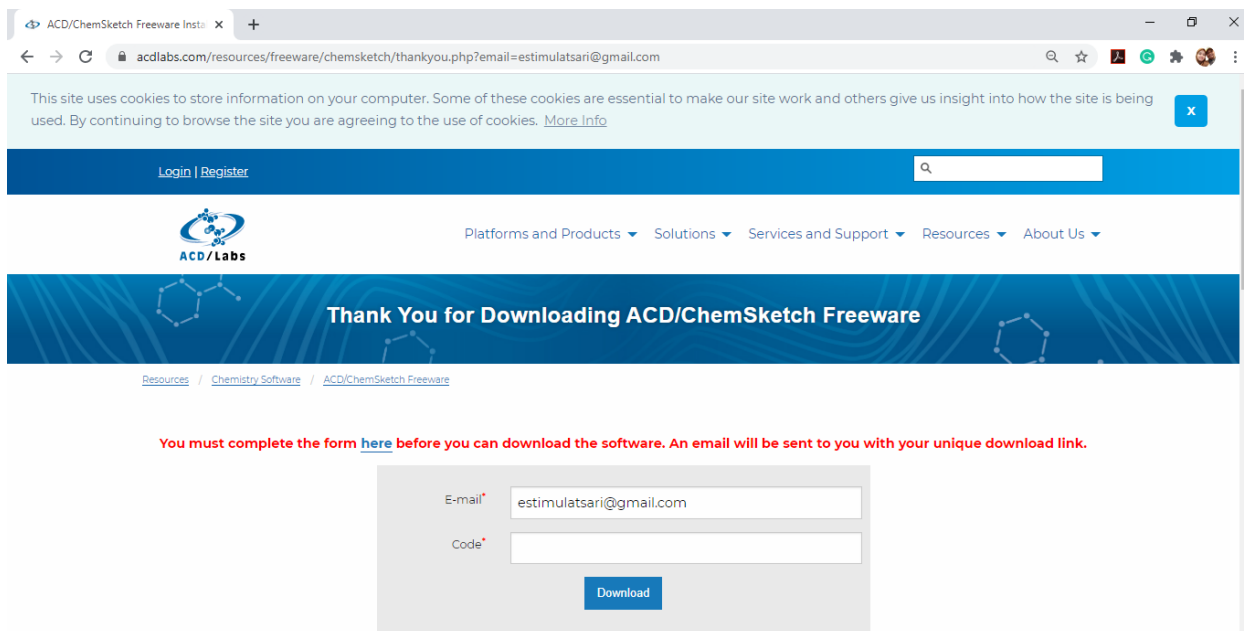 ACD/ChemSketch Freeware Insta
acdlabs.com/resources/freeware/chemsketch/thankyou.php?email=estimulatsari@gmail.com
This site uses cookies to store information on your computer. Some of these cookies are essential to make our site work and others give us insight into how the site is being
used. By continuing to browse the site you are agreeing to the use of cookies. More Info
x
Login | Register
ACD/Labs
Platforms and Products Solutions Services and Support Resources About Us
Thank You for Downloading ACD/ChemSketch Freeware
Resources / Chemistry Software / ACD/ChemSketch Freeware
You must complete the form here before you can download the software. An email will be sent to you with your unique download link.
E-mail* estimulatsari@gmail.com
Code*
Download